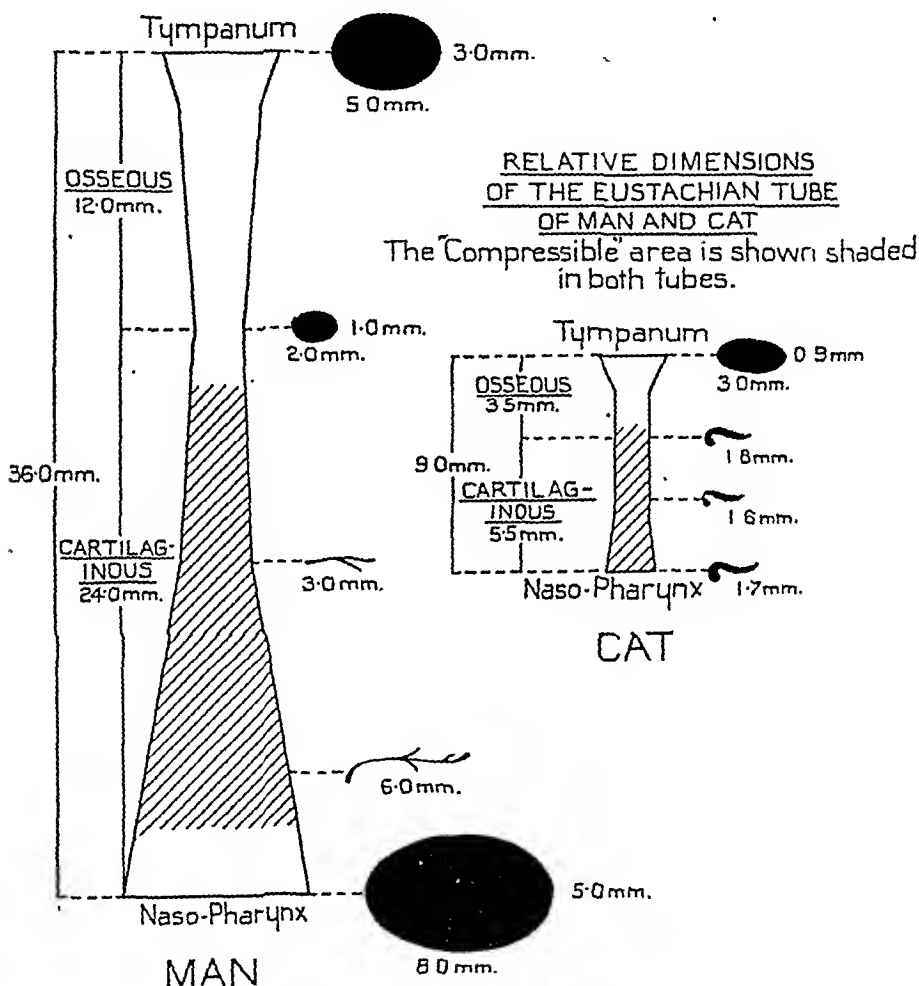 Tympanum
3·0mm.
5 0mm.
OSSEOUS
12·0mm.
1·0mm.
2·0mm.
36·0mm.
CARTILAG-
INOUS
24·0mm.
3·0mm.
6·0mm.
5·0mm.
8 0mm.
Naso-Pharynx
MAN
RELATIVE DIMENSIONS
OF THE EUSTACHIAN TUBE
OF MAN AND CAT
The "Compressible" area is shown shaded
in both tubes.
Tympanum
0 9mm
3 0mm.
OSSEOUS
3·5mm.
1 8mm.
9 0mm.
CARTILAG-
INOUS
5·5mm.
1 6mm.
1·7mm.
Naso-Pharynx
CAT